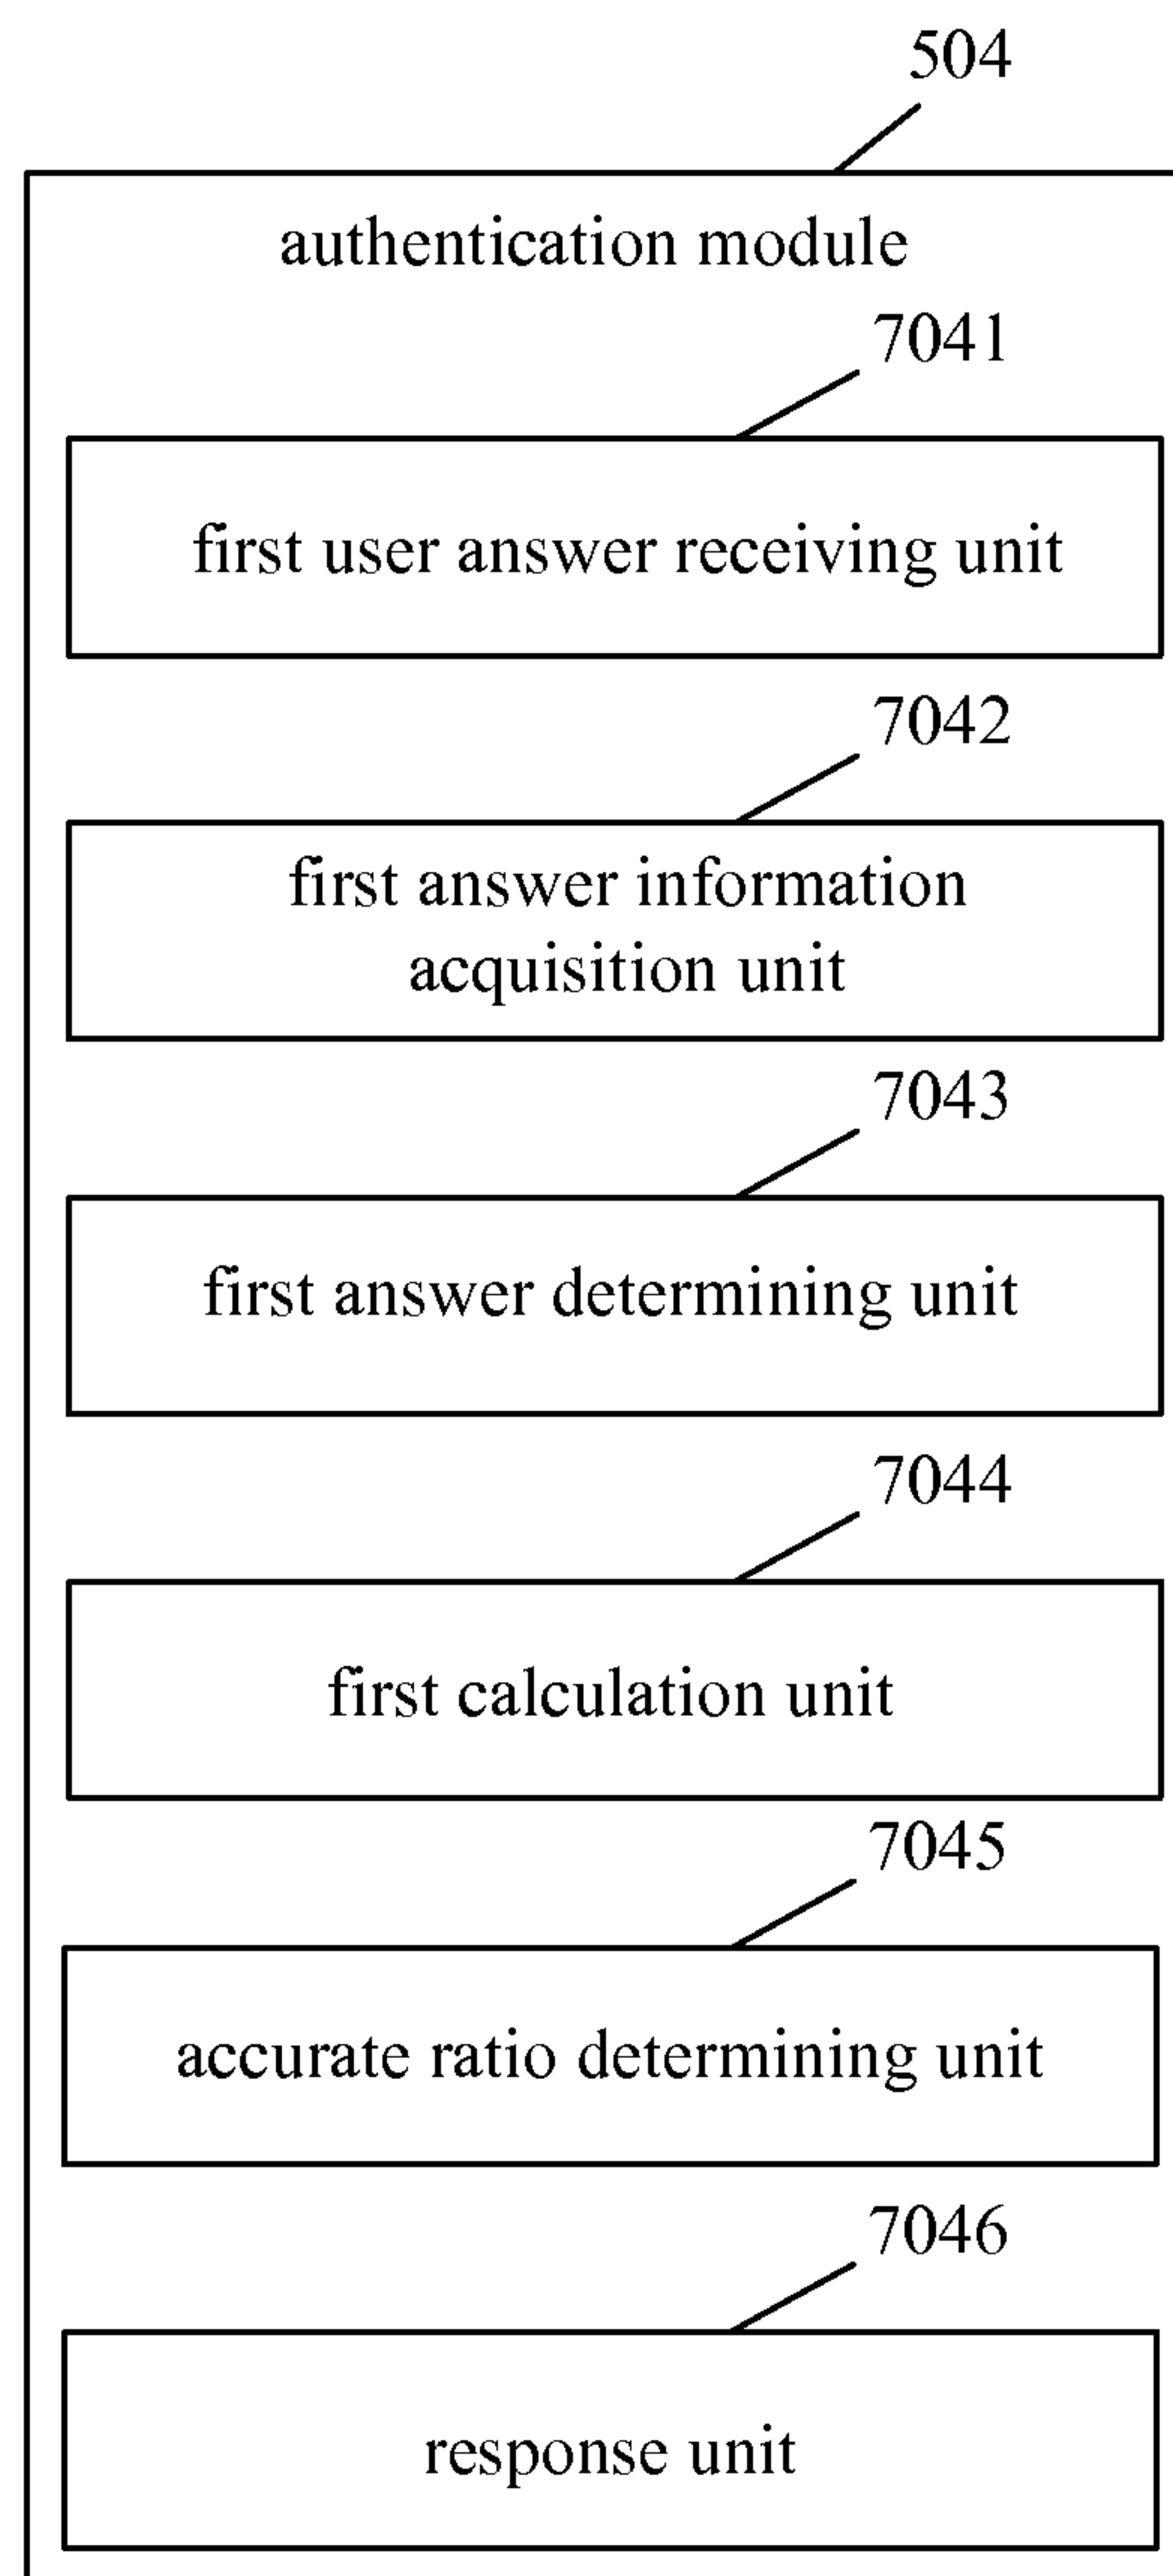 504
authentication module
7041
first user answer receiving unit
7042
first answer information
acquisition unit
7043
first answer determining unit
7044
first calculation unit
7045
accurate ratio determining unit
7046
response unit